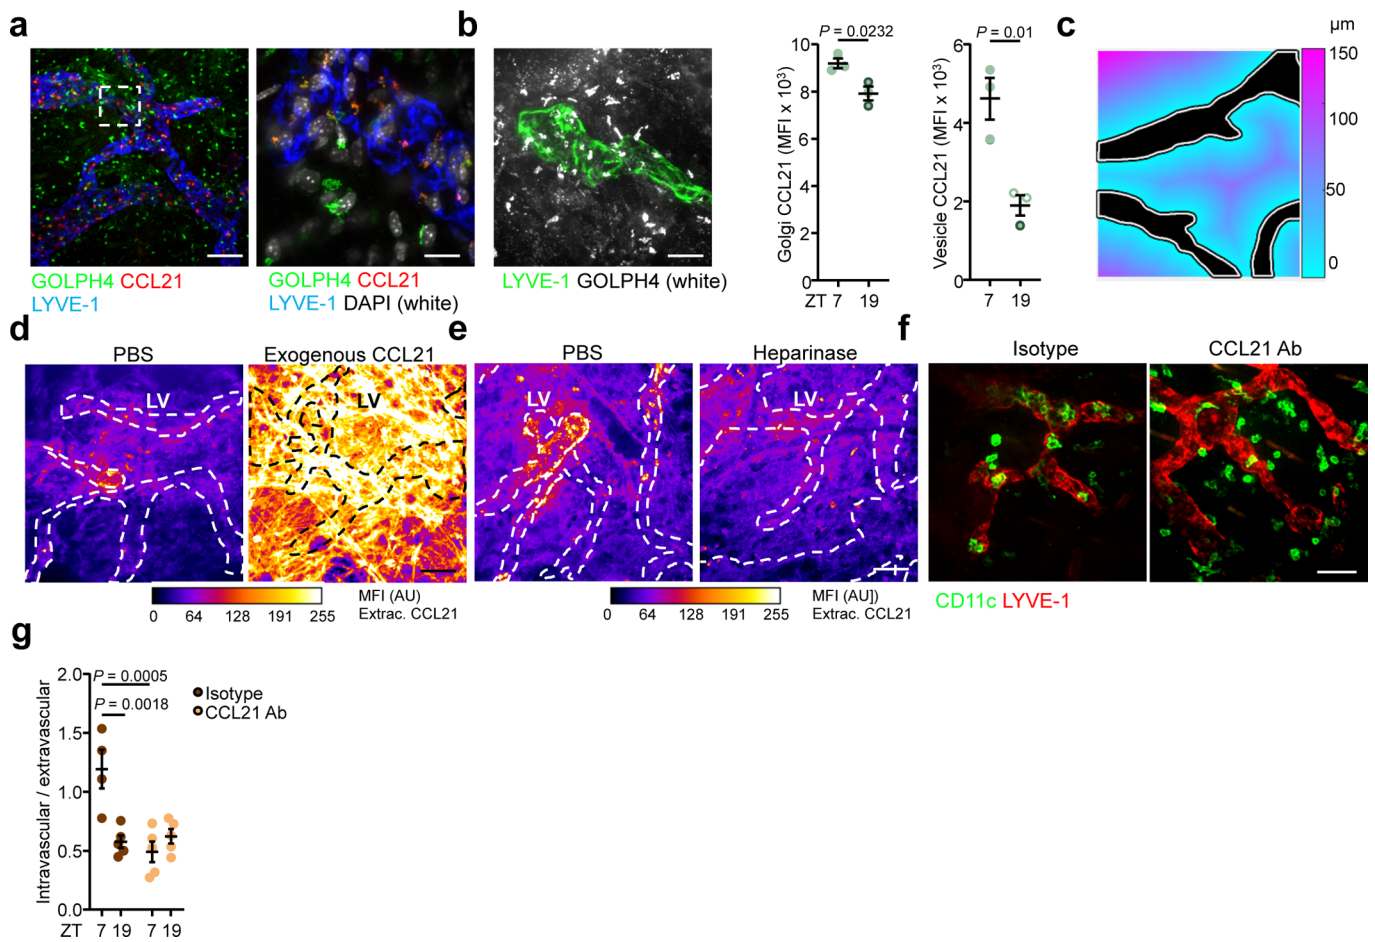 a
GOLPH4 CCL21
LYVE-1
GOLPH4 CCL21
LYVE-1 DAPI (white)
b
LYVE-1 GOLPH4 (white)
Golgi CCL21 (MFI x 10³)
P = 0.0232
10
8
6
4
2
0
ZT 7 19
Vesicle CCL21 (MFI x 10³)
P = 0.01
6
4
2
0
7 19
c
µm
150
100
50
0
d
PBS
LV
Exogenous CCL21
LV
0 64 128 191 255
MFI (AU)
Extrac. CCL21
e
PBS
LV
Heparinase
LV
0 64 128 191 255
MFI (AU])
Extrac. CCL21
f
Isotype
CCL21 Ab
CD11c LYVE-1
g
Intravascular / extravascular
2.0
1.5
1.0
0.5
0.0
P = 0.0005
P = 0.0018
Isotype
CCL21 Ab
ZT 7 19 7 19